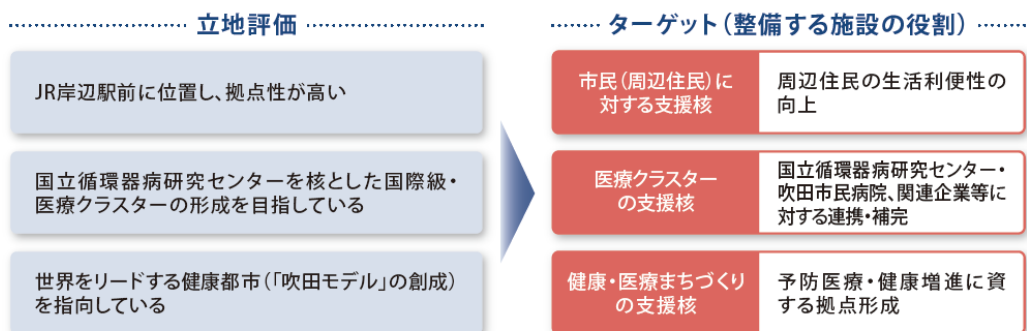 立地評価
JR岸辺駅前に位置し、拠点性が高い
国立循環器病研究センターを核とした国際級・
医療クラスターの形成を目指している
世界をリードする健康都市(「吹田モデル」の創成)
を指向している
ターゲット(整備する施設の役割)
市民(周辺住民)に
対する支援核
周辺住民の生活利便性の
向上
医療クラスター
の支援核
国立循環器病研究センター・
吹田市民病院、関連企業等に
対する連携・補完
健康・医療まちづくり
の支援核
予防医療・健康増進に資
する拠点形成